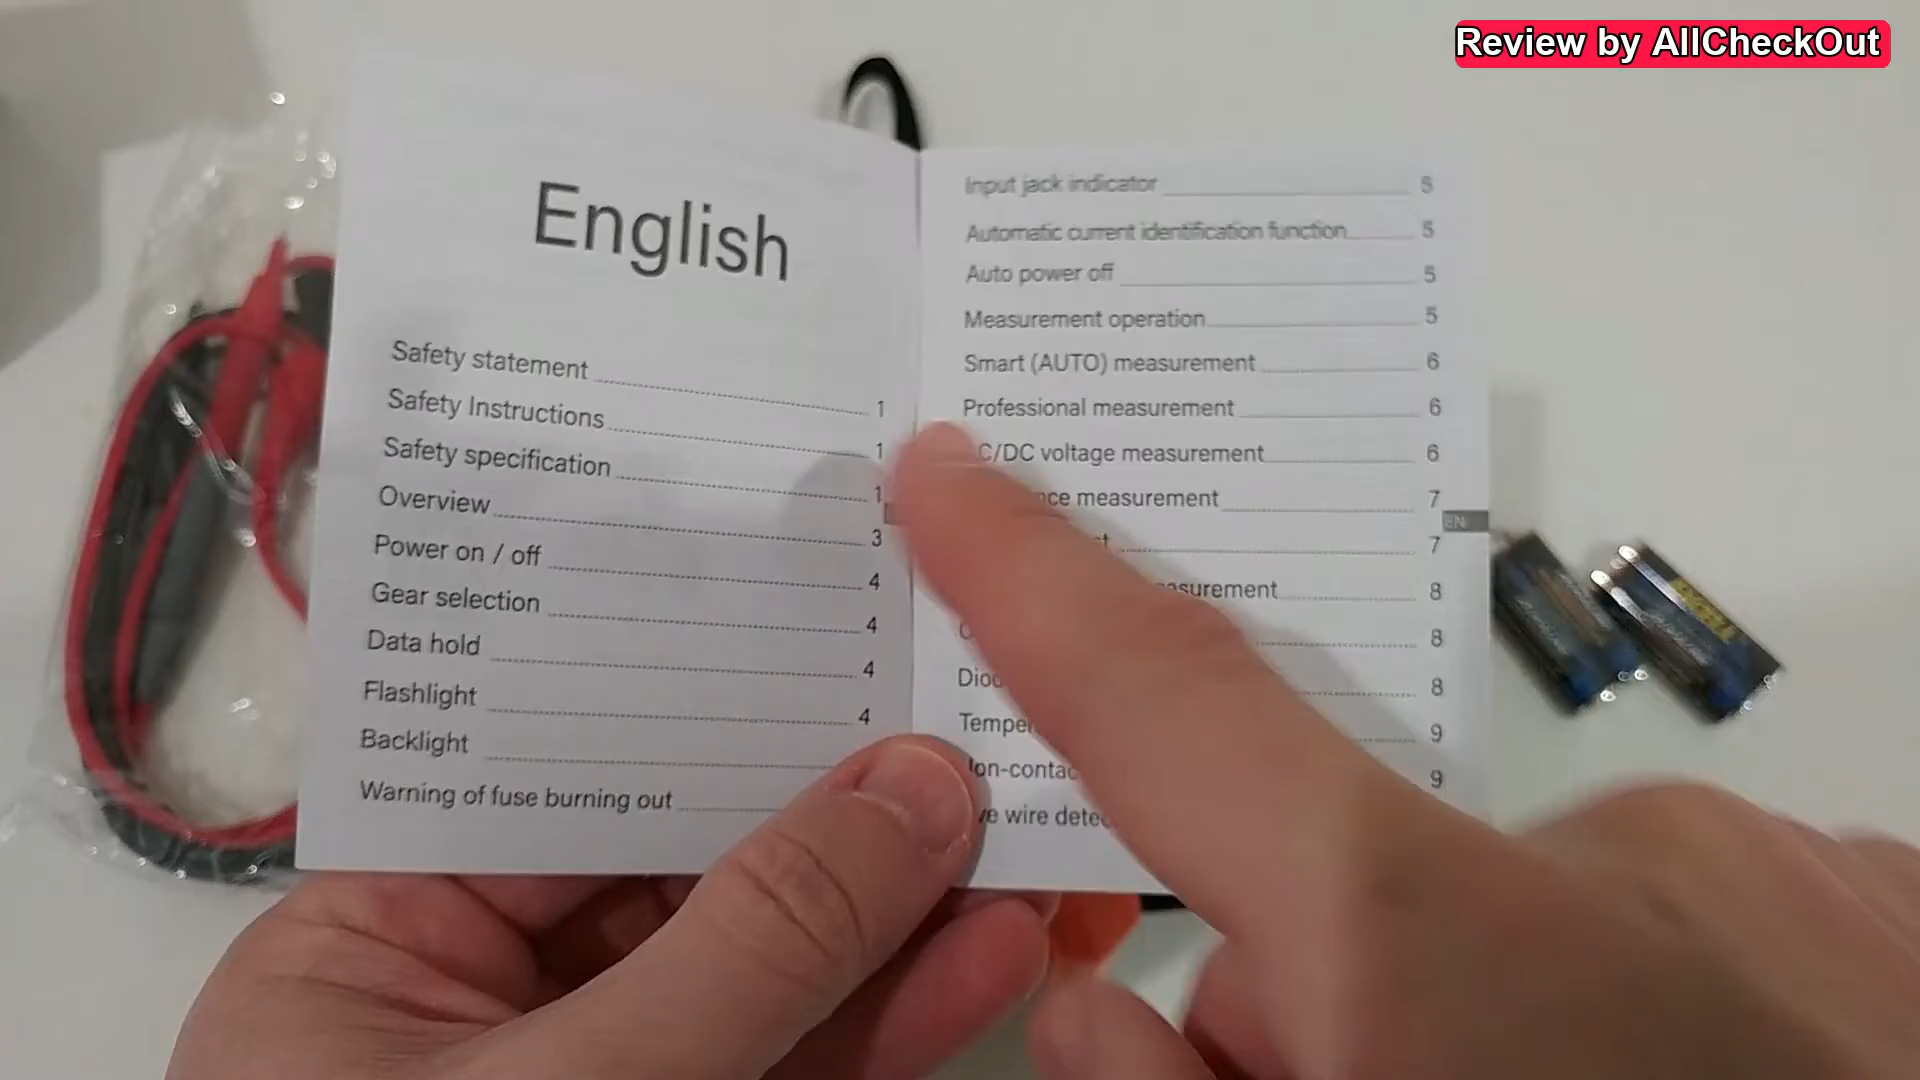 Review by AllCheckOut
English
Safety statement 1
Safety Instructions 1
Safety specification 1
Overview 3
Power on / off 4
Gear selection 4
Data hold 4
Flashlight 4
Backlight
Warning of fuse burning out
Input jack indicator 5
Automatic current identification function 5
Auto power off 5
Measurement operation 5
Smart (AUTO) measurement 6
Professional measurement 6
C/DC voltage measurement 6
measurement 7
7
8
8
8
9
9
wire
EN